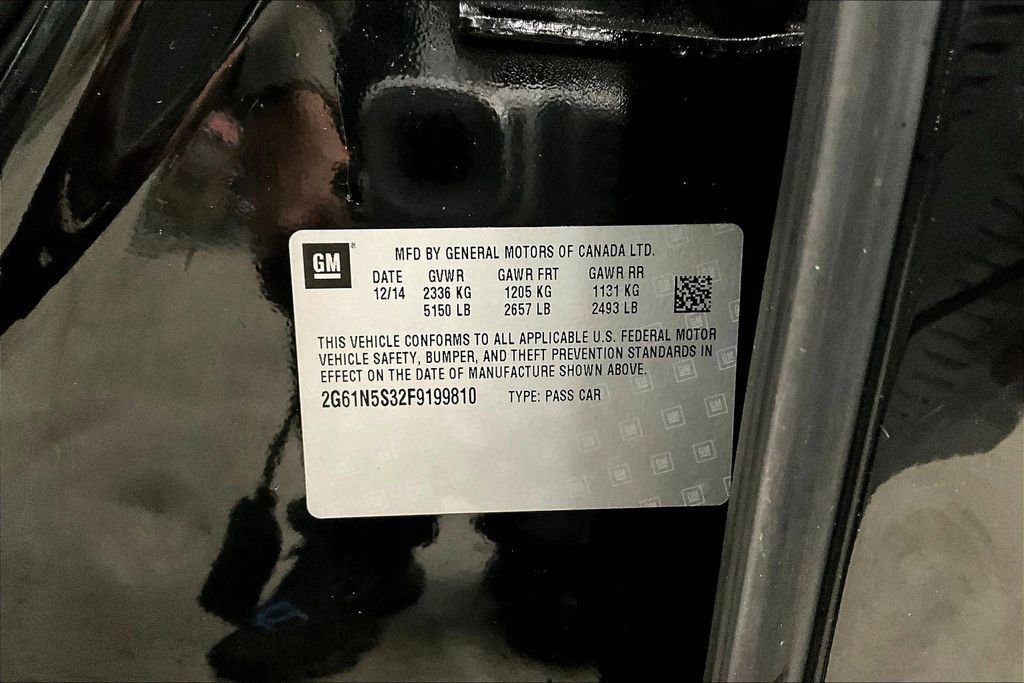 GM
MFD BY GENERAL MOTORS OF CANADA LTD.
DATE GVWR GAWR FRT GAWR RR
12/14 2336 KG 1205 KG 1131 KG
5150 LB 2657 LB 2493 LB
THIS VEHICLE CONFORMS TO ALL APPLICABLE U.S. FEDERAL MOTOR
VEHICLE SAFETY, BUMPER, AND THEFT PREVENTION STANDARDS IN
EFFECT ON THE DATE OF MANUFACTURE SHOWN ABOVE.
2G61N5S32F9199810 TYPE: PASS CAR